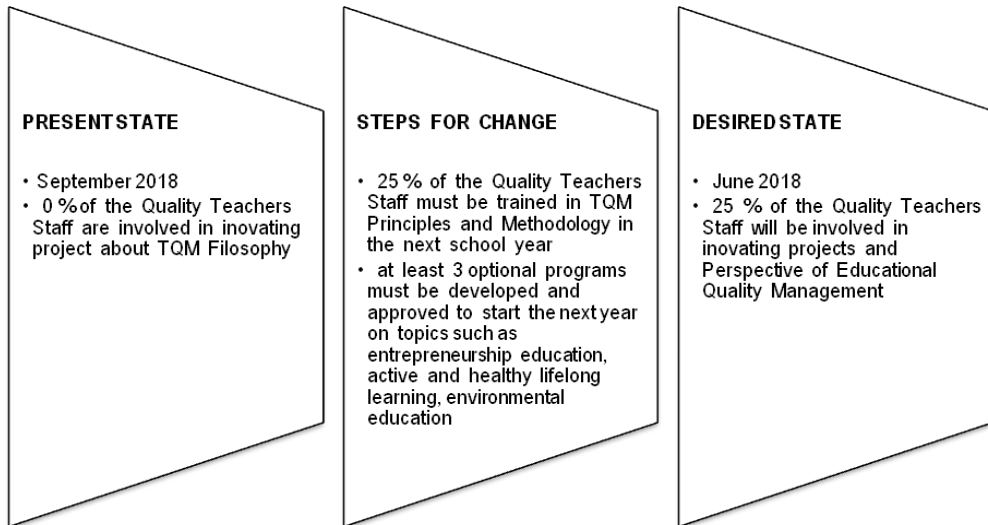 PRESENT STATE
• September 2018
• 0 % of the Quality Teachers
Staff are involved in inovating
project about TQM Filosophy
STEPS FOR CHANGE
• 25 % of the Quality Teachers
Staff must be trained in TQM
Principles and Methodology in
the next school year
• at least 3 optional programs
must be developed and
approved to start the next year
on topics such as
entrepreneurship education,
active and healthy lifelong
learning, environmental
education
DESIRED STATE
• June 2018
• 25 % of the Quality Teachers
Staff will be involved in
inovating projects and
Perspective of Educational
Quality Management